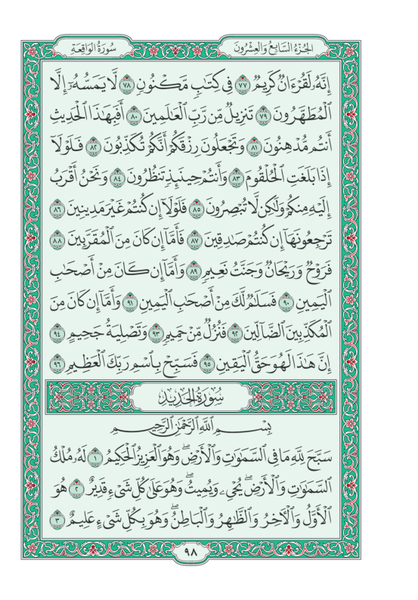 الجزء السابع والعشرون
سورة الواقعة
إِنَّهُۥ لَقُرْءَانٌ كَرِيمٌ ٧٧ فِى كِتَٰبٍ مَّكْنُونٍ ٧٨ لَّا يَمَسُّهُۥٓ إِلَّا
ٱلْمُطَهَّرُونَ ٧٩ تَنزِيلٌ مِّن رَّبِّ ٱلْعَٰلَمِينَ ٨٠ أَفَبِهَٰذَا ٱلْحَدِيثِ
أَنتُم مُّدْهِنُونَ ٨١ وَتَجْعَلُونَ رِزْقَكُمْ أَنَّكُمْ تُكَذِّبُونَ ٨٢ فَلَوْلَآ
إِذَا بَلَغَتِ ٱلْحُلْقُومَ ٨٣ وَأَنتُمْ حِينَئِذٍ تَنظُرُونَ ٨٤ وَنَحْنُ أَقْرَبُ
إِلَيْهِ مِنكُمْ وَلَٰكِن لَّا تُبْصِرُونَ ٨٥ فَلَوْلَآ إِن كُنتُمْ غَيْرَ مَدِينِينَ ٨٦
تَرْجِعُونَهَآ إِن كُنتُمْ صَٰدِقِينَ ٨٧ فَأَمَّآ إِن كَانَ مِنَ ٱلْمُقَرَّبِينَ ٨٨
فَرَوْحٌ وَرَيْحَانٌ وَجَنَّتُ نَعِيمٍ ٨٩ وَأَمَّآ إِن كَانَ مِنْ أَصْحَٰبِ
ٱلْيَمِينِ ٩٠ فَسَلَٰمٌ لَّكَ مِنْ أَصْحَٰبِ ٱلْيَمِينِ ٩١ وَأَمَّآ إِن كَانَ مِنَ
ٱلْمُكَذِّبِينَ ٱلضَّآلِّينَ ٩٢ فَنُزُلٌ مِّنْ حَمِيمٍ ٩٣ وَتَصْلِيَةُ جَحِيمٍ ٩٤
إِنَّ هَٰذَا لَهُوَ حَقُّ ٱلْيَقِينِ ٩٥ فَسَبِّحْ بِٱسْمِ رَبِّكَ ٱلْعَظِيمِ ٩٦
سورة الحديد
بِسْمِ ٱللَّهِ ٱلرَّحْمَٰنِ ٱلرَّحِيمِ
سَبَّحَ لِلَّهِ مَا فِى ٱلسَّمَٰوَٰتِ وَٱلْأَرْضِ ۖ وَهُوَ ٱلْعَزِيزُ ٱلْحَكِيمُ ١ لَهُۥ مُلْكُ
ٱلسَّمَٰوَٰتِ وَٱلْأَرْضِ ۖ يُحْىِۦ وَيُمِيتُ ۖ وَهُوَ عَلَىٰ كُلِّ شَىْءٍ قَدِيرٌ ٢ هُوَ
ٱلْأَوَّلُ وَٱلْءَاخِرُ وَٱلظَّٰهِرُ وَٱلْبَاطِنُ ۖ وَهُوَ بِكُلِّ شَىْءٍ عَلِيمٌ ٣
٩٨